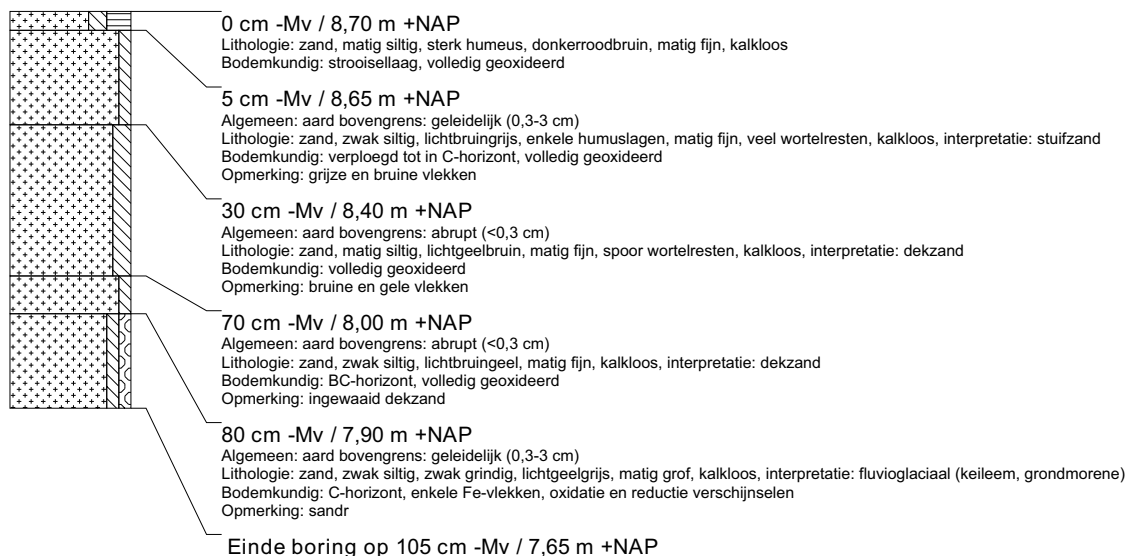 0 cm -Mv / 8,70 m +NAP
Lithologie: zand, matig siltig, sterk humeus, donkerroodbruin, matig fijn, kalkloos
Bodemkundig: strooisellaag, volledig geoxideerd
5 cm -Mv / 8,65 m +NAP
Algemeen: aard bovengrens: geleidelijk (0,3-3 cm)
Lithologie: zand, zwak siltig, lichtbruingrijs, enkele humuslagen, matig fijn, veel wortelresten, kalkloos, interpretatie: stuifzand
Bodemkundig: verploegd tot in C-horizont, volledig geoxideerd
Opmerking: grijze en bruine vlekken
30 cm -Mv / 8,40 m +NAP
Algemeen: aard bovengrens: abrupt (<0,3 cm)
Lithologie: zand, matig siltig, lichtgeelbruin, matig fijn, spoor wortelresten, kalkloos, interpretatie: dekzand
Bodemkundig: volledig geoxideerd
Opmerking: bruine en gele vlekken
70 cm -Mv / 8,00 m +NAP
Algemeen: aard bovengrens: abrupt (<0,3 cm)
Lithologie: zand, zwak siltig, lichtbruingeel, matig fijn, kalkloos, interpretatie: dekzand
Bodemkundig: BC-horizont, volledig geoxideerd
Opmerking: ingewaaid dekzand
80 cm -Mv / 7,90 m +NAP
Algemeen: aard bovengrens: geleidelijk (0,3-3 cm)
Lithologie: zand, zwak siltig, zwak grindig, lichtgeelgrijs, matig grof, kalkloos, interpretatie: fluvioglaciaal (keileem, grondmorene)
Bodemkundig: C-horizont, enkele Fe-vlekken, oxidatie en reductie verschijnselen
Opmerking: sandr
Einde boring op 105 cm -Mv / 7,65 m +NAP